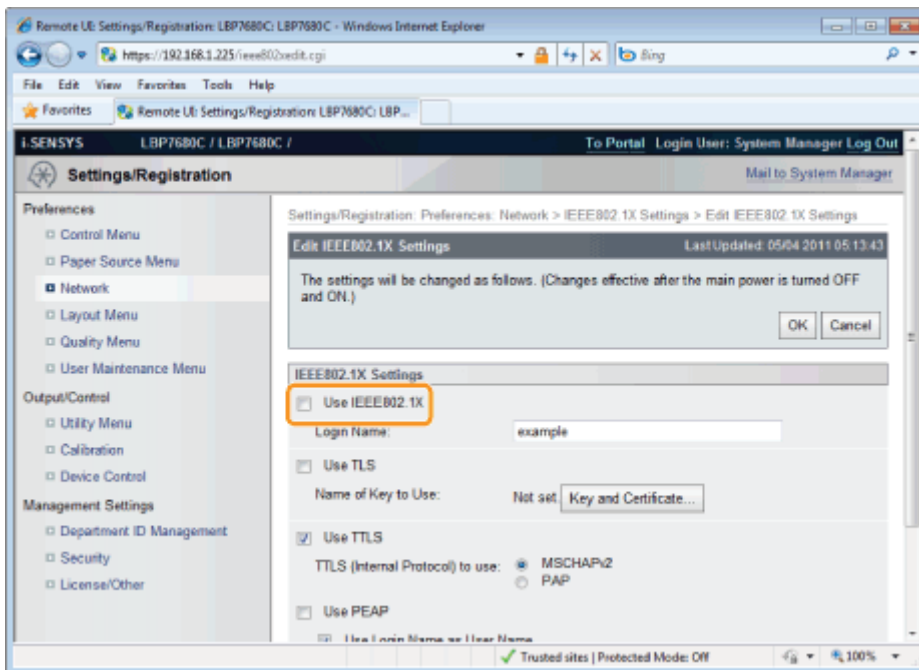 Remote UI: Settings/Registration: LBP7680C: LBP7680C - Windows Internet Explorer
https://192.168.1.225/ieee802xedit.cgi
Bing
File Edit View Favorites Tools Help
Favorites
Remote UI: Settings/Registration: LBP7680C: LBP...
i-SENSYS LBP7680C / LBP7680C /
To Portal Login User: System Manager Log Out
Settings/Registration
Mail to System Manager
Preferences
Control Menu
Paper Source Menu
Network
Layout Menu
Quality Menu
User Maintenance Menu
Output/Control
Utility Menu
Calibration
Device Control
Management Settings
Department ID Management
Security
License/Other
Settings/Registration: Preferences: Network > IEEE802.1X Settings > Edit IEEE802.1X Settings
Edit IEEE802.1X Settings
Last Updated: 05/04 2011 05:13:43
The settings will be changed as follows. (Changes effective after the main power is turned OFF
and ON.)
OK Cancel
IEEE802.1X Settings
Use IEEE802.1X
Login Name: example
Use TLS
Name of Key to Use: Not set Key and Certificate...
Use TTLS
TTLS (Internal Protocol) to use: MSCHAPv2
PAP
Use PEAP
Use Login Name as User Name
Trusted sites | Protected Mode: Off
100%